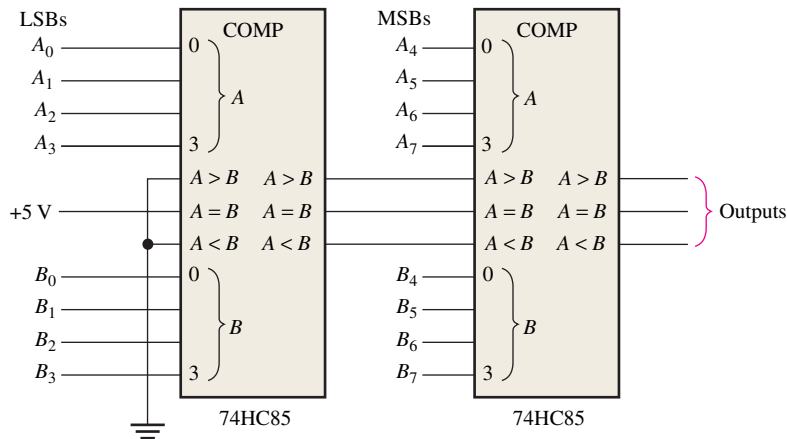 LSBs
COMP
A₀
0
A₁
A
A₂
A₃
3
A > B A > B
+5 V
A = B A = B
A < B A < B
B₀
0
B₁
B
B₂
B₃
3
74HC85
MSBs
COMP
A₄
0
A₅
A
A₆
A₇
3
A > B A > B
A = B A = B
A < B A < B
Outputs
B₄
0
B₅
B
B₆
B₇
3
74HC85